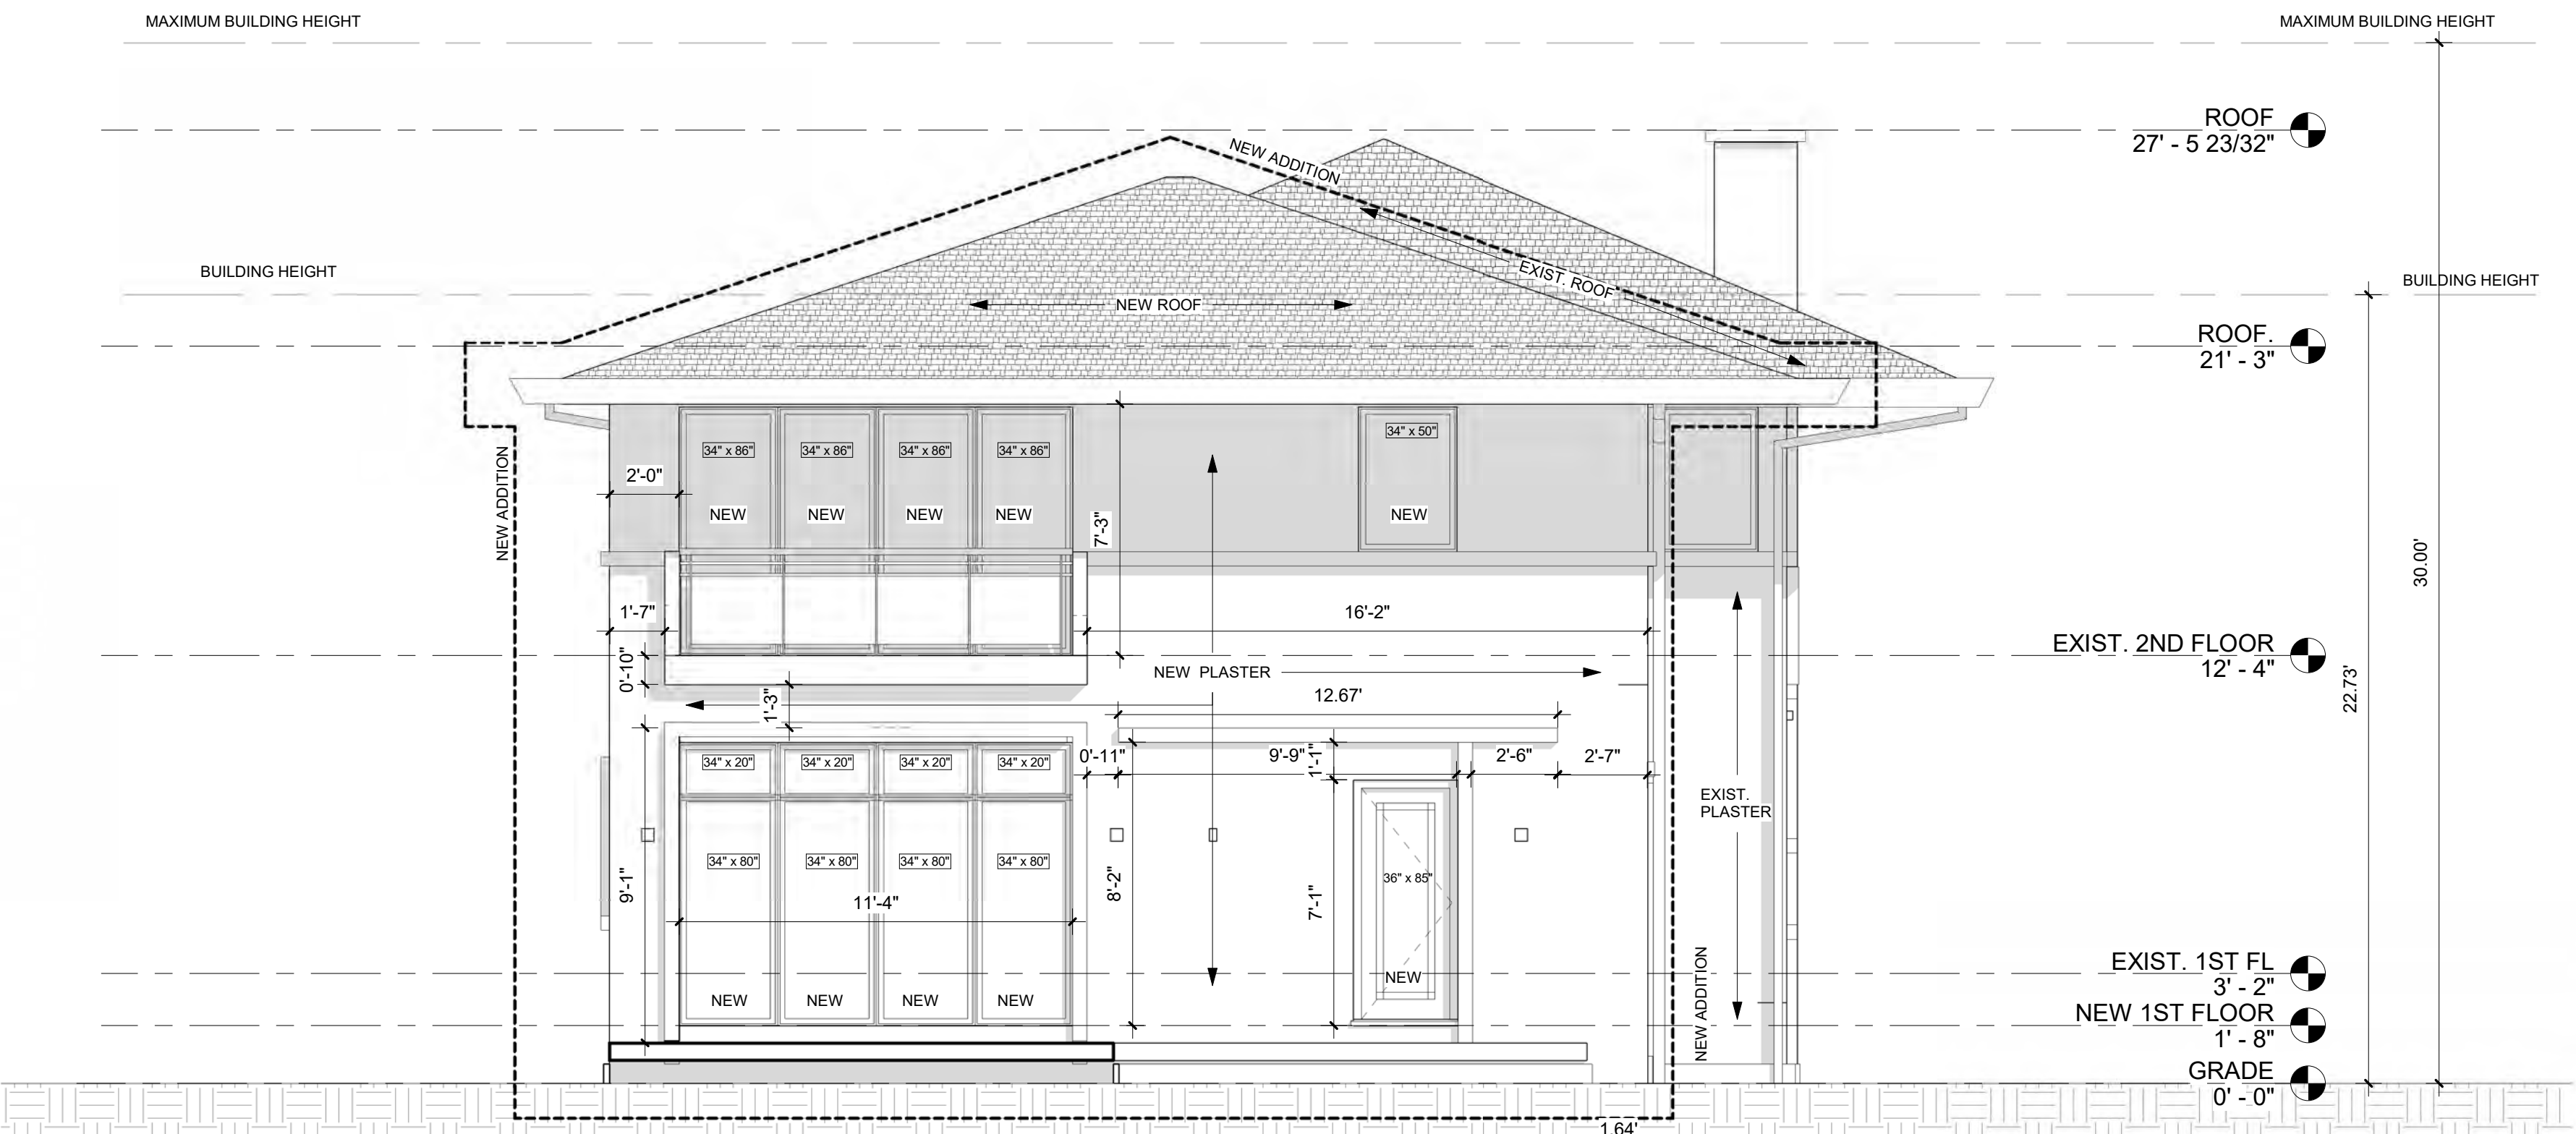 MAXIMUM BUILDING HEIGHT
MAXIMUM BUILDING HEIGHT
ROOF
27' - 5 23/32"
NEW ADDITION
BUILDING HEIGHT
EXIST. ROOF
BUILDING HEIGHT
NEW ROOF
ROOF.
21' - 3"
34" x 86"
34" x 86"
34" x 86"
34" x 86"
34" x 50"
2'-0"
NEW ADDITION
NEW
NEW
NEW
NEW
7'-3"
NEW
30.00'
1'-7"
16'-2"
0'-10"
NEW PLASTER
EXIST. 2ND FLOOR
12' - 4"
22.73'
1'-3"
12.67'
34" x 20"
34" x 20"
34" x 20"
34" x 20"
0'-11"
9'-9"
1'-1"
2'-6"
2'-7"
EXIST.
PLASTER
34" x 80"
34" x 80"
34" x 80"
34" x 80"
9'-1"
11'-4"
8'-2"
7'-1"
36" x 85"
NEW
NEW
NEW
NEW
NEW
NEW ADDITION
EXIST. 1ST FL
3' - 2"
NEW 1ST FLOOR
1' - 8"
GRADE
0' - 0"
1.64'